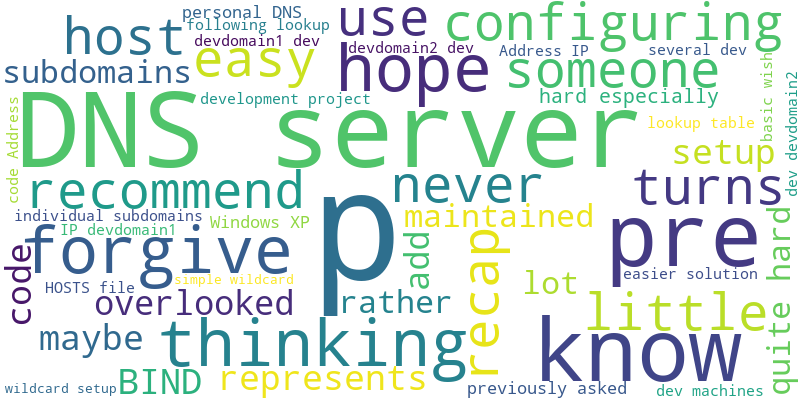 personal DNS
following lookup
host
use
configuring
devdomain1 dev
devdomain2 dev
Address IP
several dev
subdomains
easy
hope
someone
basic wish
dev devdomain2
code Address
DNS server
development project
hard especially
lookup table
setup
recommend
never
turns
individual subdomains
Windows XP
maintained
IP devdomain1
forgive
p
pre
code
recap
add
quite hard
HOSTS file
simple wildcard
easier solution
overlooked
rather
lot
little
maybe
thinking
know
wildcard setup
BIND
represents
previously asked
dev machines